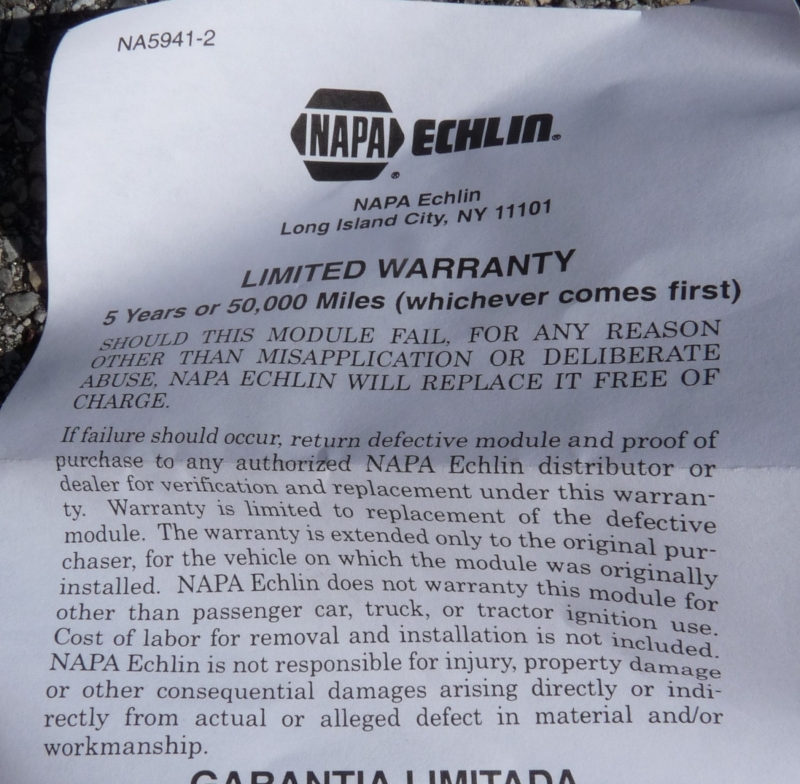 NA5941-2
NAPA ® ECHLIN®
NAPA Echlin
Long Island City, NY 11101
LIMITED WARRANTY
5 Years or 50,000 Miles (whichever comes first)
SHOULD THIS MODULE FAIL, FOR ANY REASON
OTHER THAN MISAPPLICATION OR DELIBERATE
ABUSE, NAPA ECHLIN WILL REPLACE IT FREE OF
CHARGE.
If failure should occur, return defective module and proof of
purchase to any authorized NAPA Echlin distributor or
dealer for verification and replacement under this warran-
ty. Warranty is limited to replacement of the defective
module. The warranty is extended only to the original pur-
chaser, for the vehicle on which the module was originally
installed. NAPA Echlin does not warranty this module for
other than passenger car, truck, or tractor ignition use.
Cost of labor for removal and installation is not included.
NAPA Echlin is not responsible for injury, property damage
or other consequential damages arising directly or indi-
rectly from actual or alleged defect in material and/or
workmanship.
GARANTIA LIMITADA